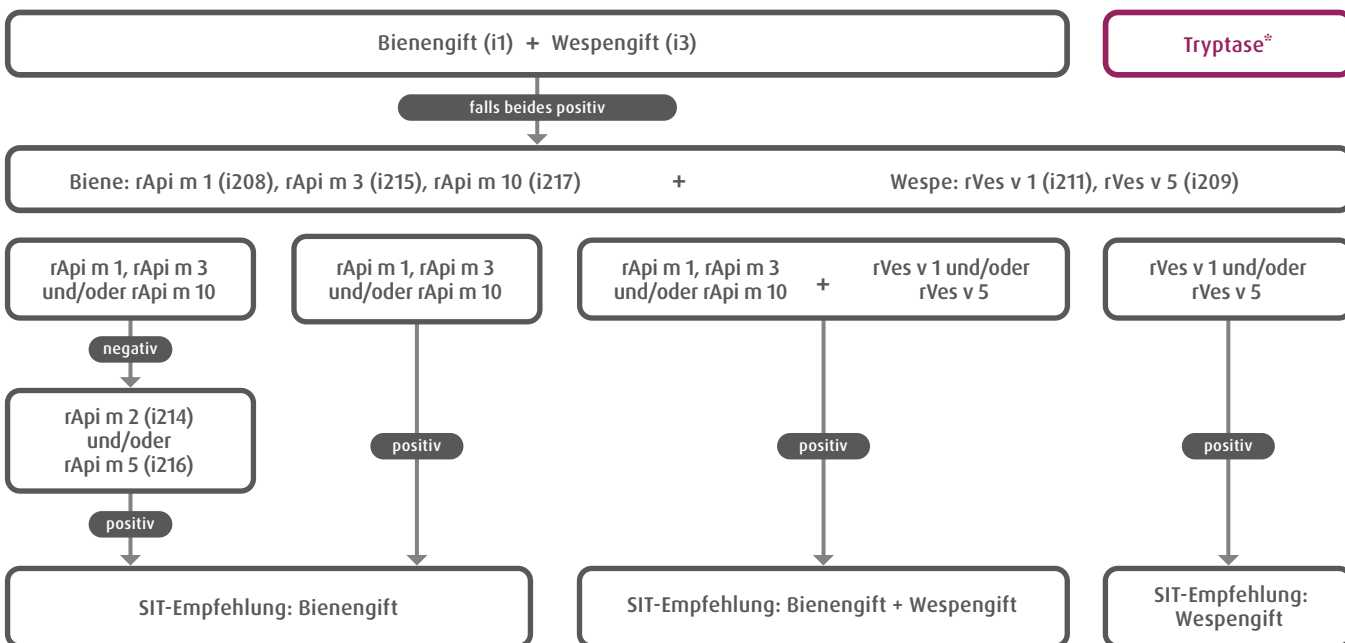 Bienengift (i1) + Wespengift (i3)
Tryptase*
falls beides positiv
Biene: rApi m 1 (i208), rApi m 3 (i215), rApi m 10 (i217) + Wespe: rVes v 1 (i211), rVes v 5 (i209)
rApi m 1, rApi m 3
und/oder rApi m 10
negativ
rApi m 2 (i214)
und/oder
rApi m 5 (i216)
positiv
rApi m 1, rApi m 3
und/oder rApi m 10
positiv
SIT-Empfehlung: Bienengift
rApi m 1, rApi m 3
und/oder rApi m 10
+
rVes v 1 und/oder
rVes v 5
positiv
SIT-Empfehlung: Bienengift + Wespengift
rVes v 1 und/oder
rVes v 5
positiv
SIT-Empfehlung:
Wespengift